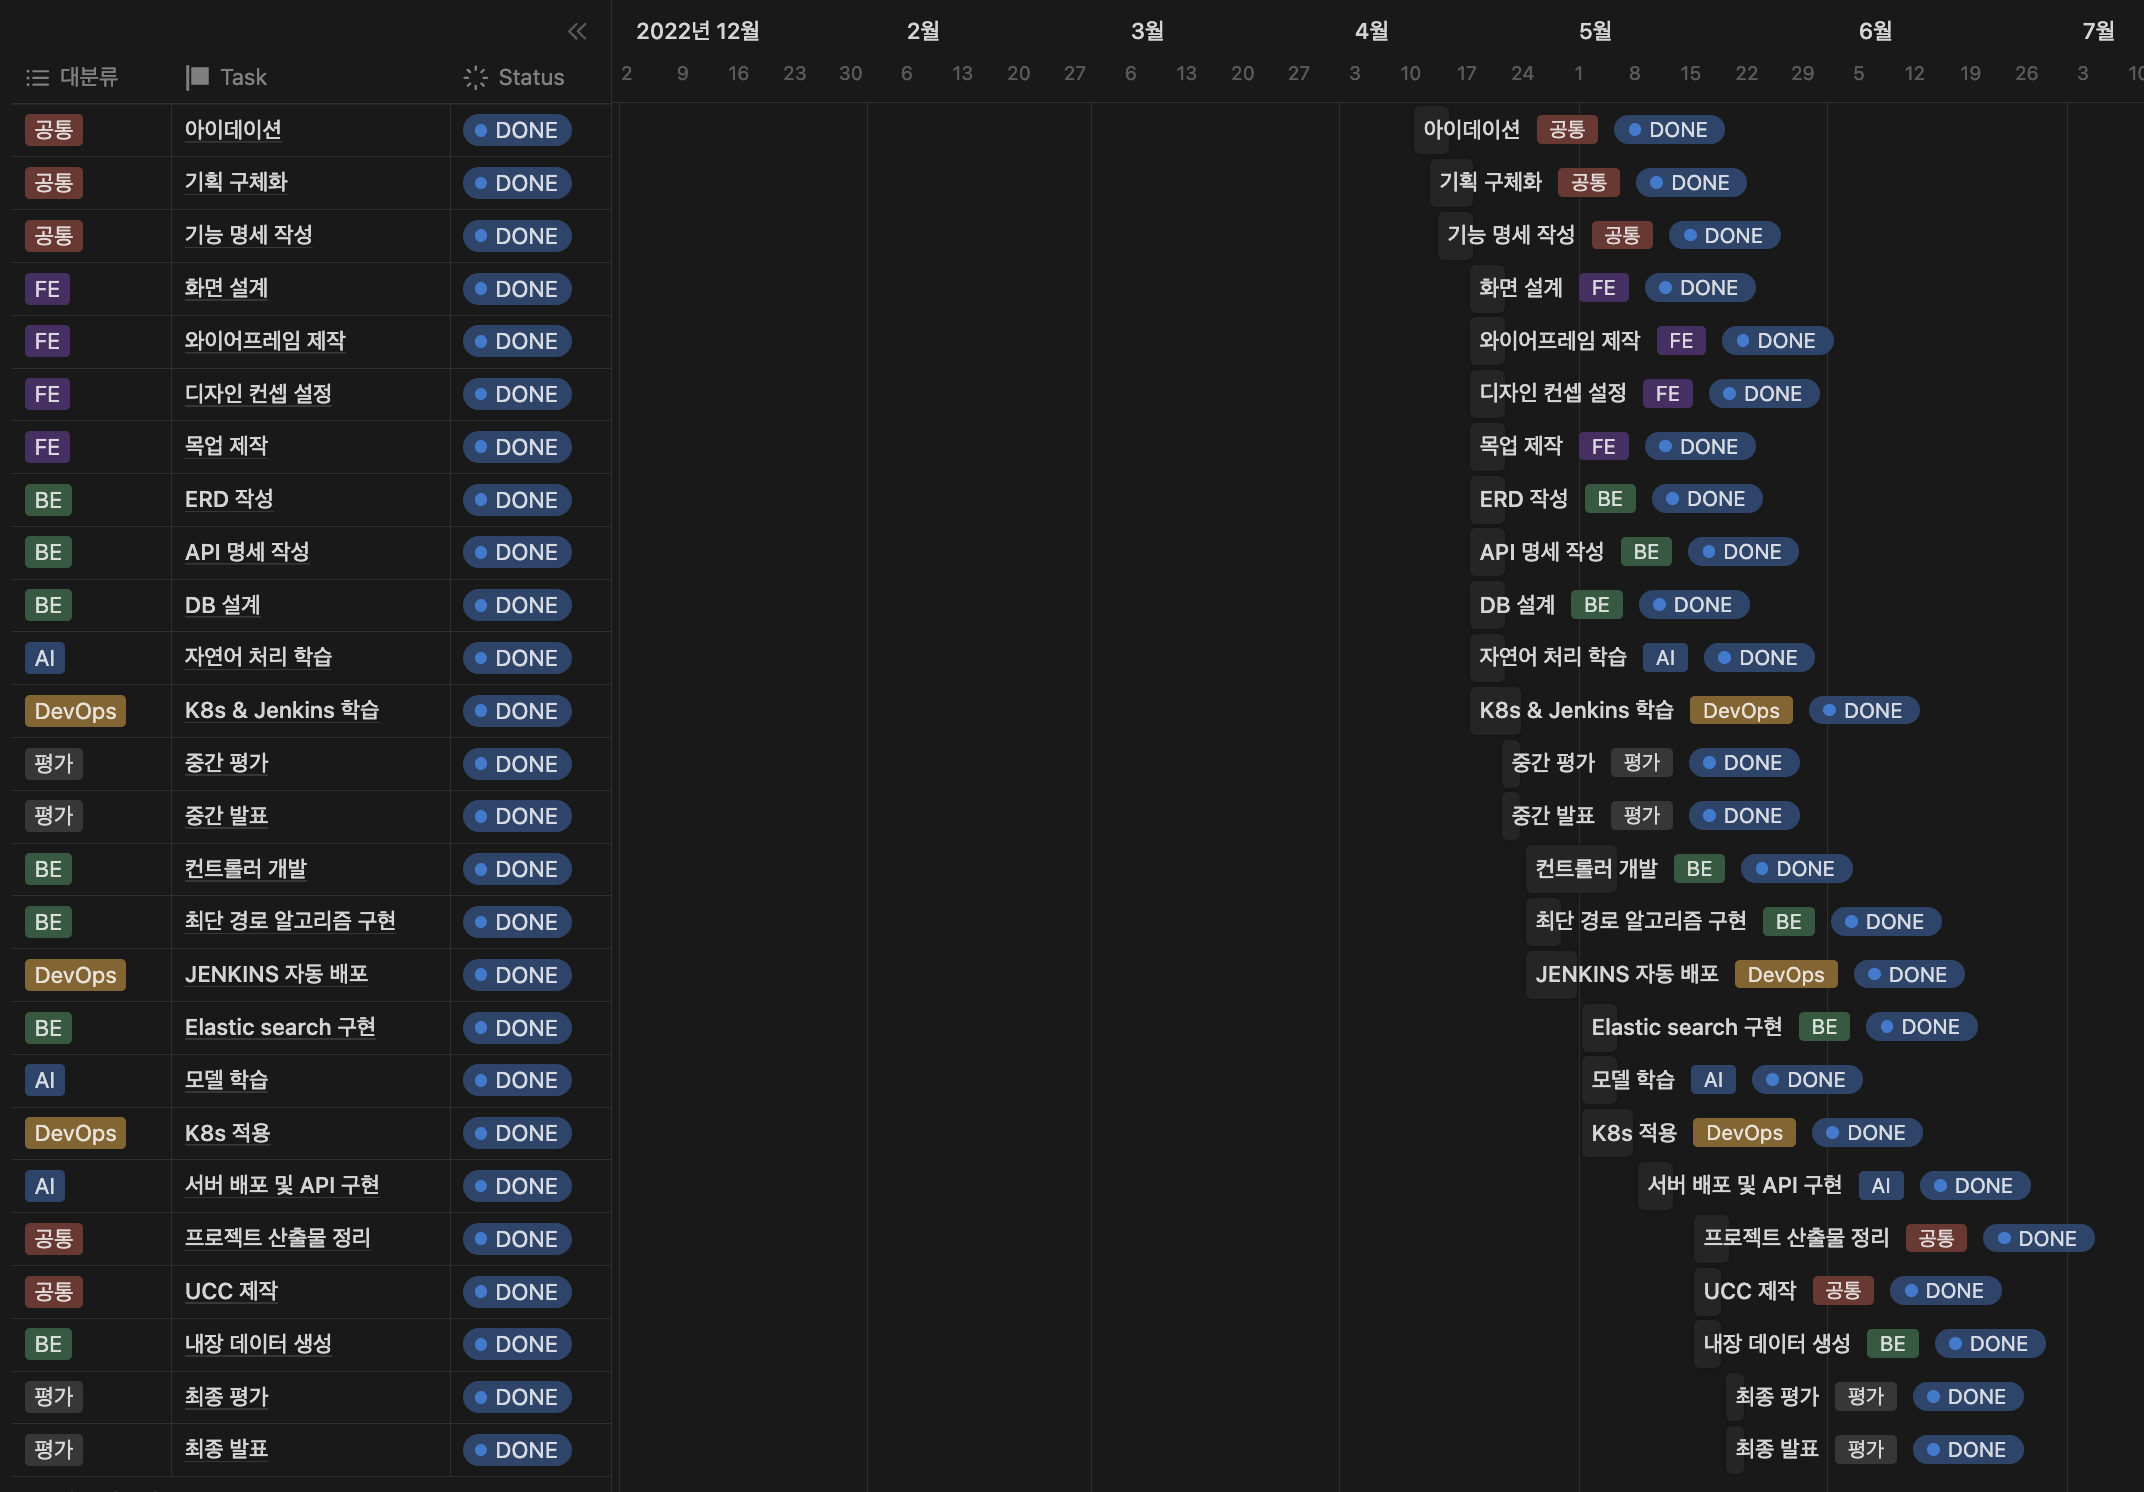 2022년 12월 2월 3월 4월 5월 6월 7월
대분류 Task Status 2 9 16 23 30 6 13 20 27 6 13 20 27 3 10 17 24 1 8 15 22 29 5 12 19 26 3 10
공통 아이데이션 DONE 아이데이션 공통 DONE
공통 기획 구체화 DONE 기획 구체화 공통 DONE
공통 기능 명세 작성 DONE 기능 명세 작성 공통 DONE
FE 화면 설계 DONE 화면 설계 FE DONE
FE 와이어프레임 제작 DONE 와이어프레임 제작 FE DONE
FE 디자인 컨셉 설정 DONE 디자인 컨셉 설정 FE DONE
FE 목업 제작 DONE 목업 제작 FE DONE
BE ERD 작성 DONE ERD 작성 BE DONE
BE API 명세 작성 DONE API 명세 작성 BE DONE
BE DB 설계 DONE DB 설계 BE DONE
AI 자연어 처리 학습 DONE 자연어 처리 학습 AI DONE
DevOps K8s & Jenkins 학습 DONE K8s & Jenkins 학습 DevOps DONE
평가 중간 평가 DONE 중간 평가 평가 DONE
평가 중간 발표 DONE 중간 발표 평가 DONE
BE 컨트롤러 개발 DONE 컨트롤러 개발 BE DONE
BE 최단 경로 알고리즘 구현 DONE 최단 경로 알고리즘 구현 BE DONE
DevOps JENKINS 자동 배포 DONE JENKINS 자동 배포 DevOps DONE
BE Elastic search 구현 DONE Elastic search 구현 BE DONE
AI 모델 학습 DONE 모델 학습 AI DONE
DevOps K8s 적용 DONE K8s 적용 DevOps DONE
AI 서버 배포 및 API 구현 DONE 서버 배포 및 API 구현 AI DONE
공통 프로젝트 산출물 정리 DONE 프로젝트 산출물 정리 공통 DONE
공통 UCC 제작 DONE UCC 제작 공통 DONE
BE 내장 데이터 생성 DONE 내장 데이터 생성 BE DONE
평가 최종 평가 DONE 최종 평가 평가 DONE
평가 최종 발표 DONE 최종 발표 평가 DONE